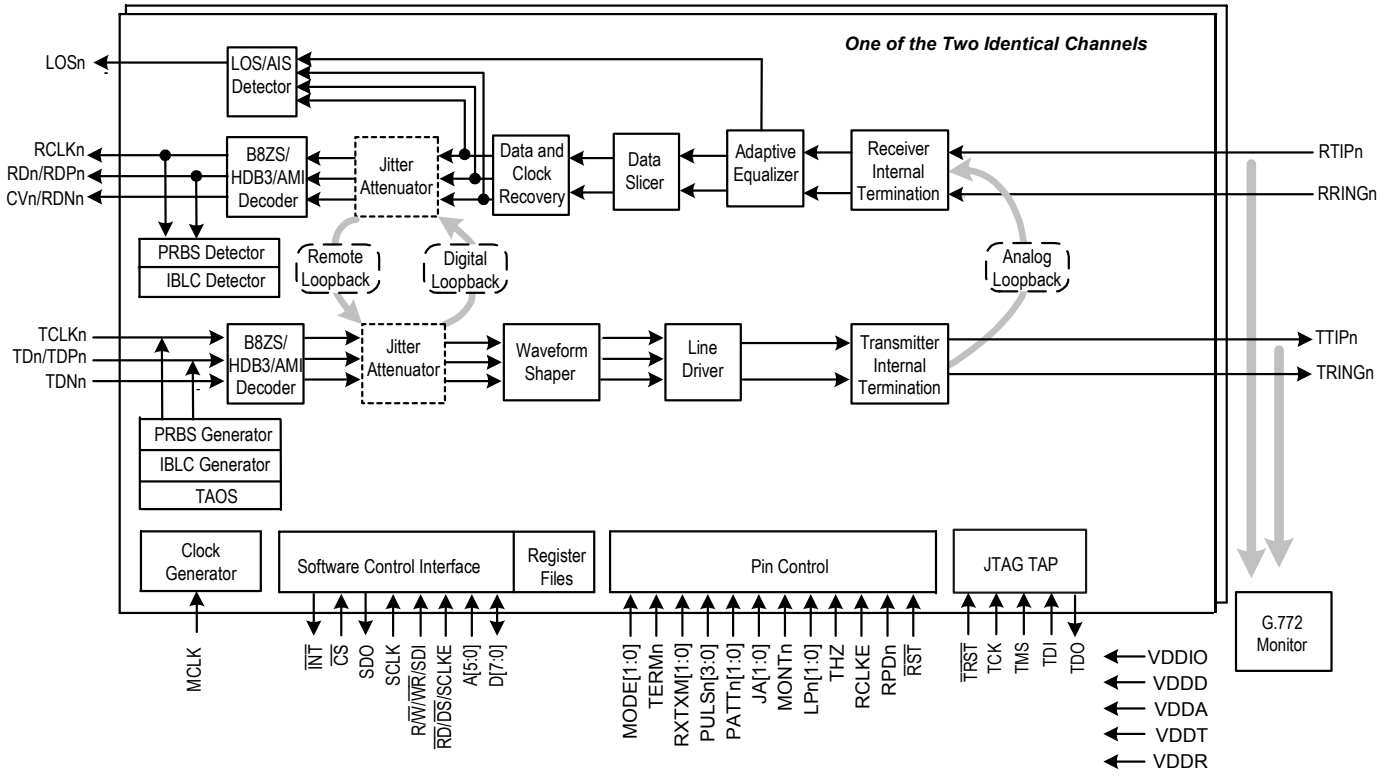 One of the Two Identical Channels
LOSn
LOS/AIS
Detector
RCLKn
RDn/RDPn
CVn/RDNn
B8ZS/
HDB3/AMI
Decoder
Jitter
Attenuator
Data and
Clock
Recovery
Data
Slicer
Adaptive
Equalizer
Receiver
Internal
Termination
RTIPn
RRINGn
PRBS Detector
IBLC Detector
Remote
Loopback
Digital
Loopback
Analog
Loopback
TCLKn
TDn/TDPn
TDNn
B8ZS/
HDB3/AMI
Decoder
Jitter
Attenuator
Waveform
Shaper
Line
Driver
Transmitter
Internal
Termination
TTIPn
TRINGn
PRBS Generator
IBLC Generator
TAOS
Clock
Generator
Software Control Interface
Register
Files
Pin Control
JTAG TAP
G.772
Monitor
MCLK
INT
CS
SDO
SCLK
R/W/WR/SDI
RD/DS/SCLKE
A[5:0]
D[7:0]
MODE[1:0]
TERMn
RXTXM[1:0]
PULSn[3:0]
PATTn[1:0]
JA[1:0]
MONTn
LPn[1:0]
THZ
RCLKE
RPDn
RST
TRST
TCK
TMS
TDI
TDO
VDDIO
VDDD
VDDA
VDDT
VDDR